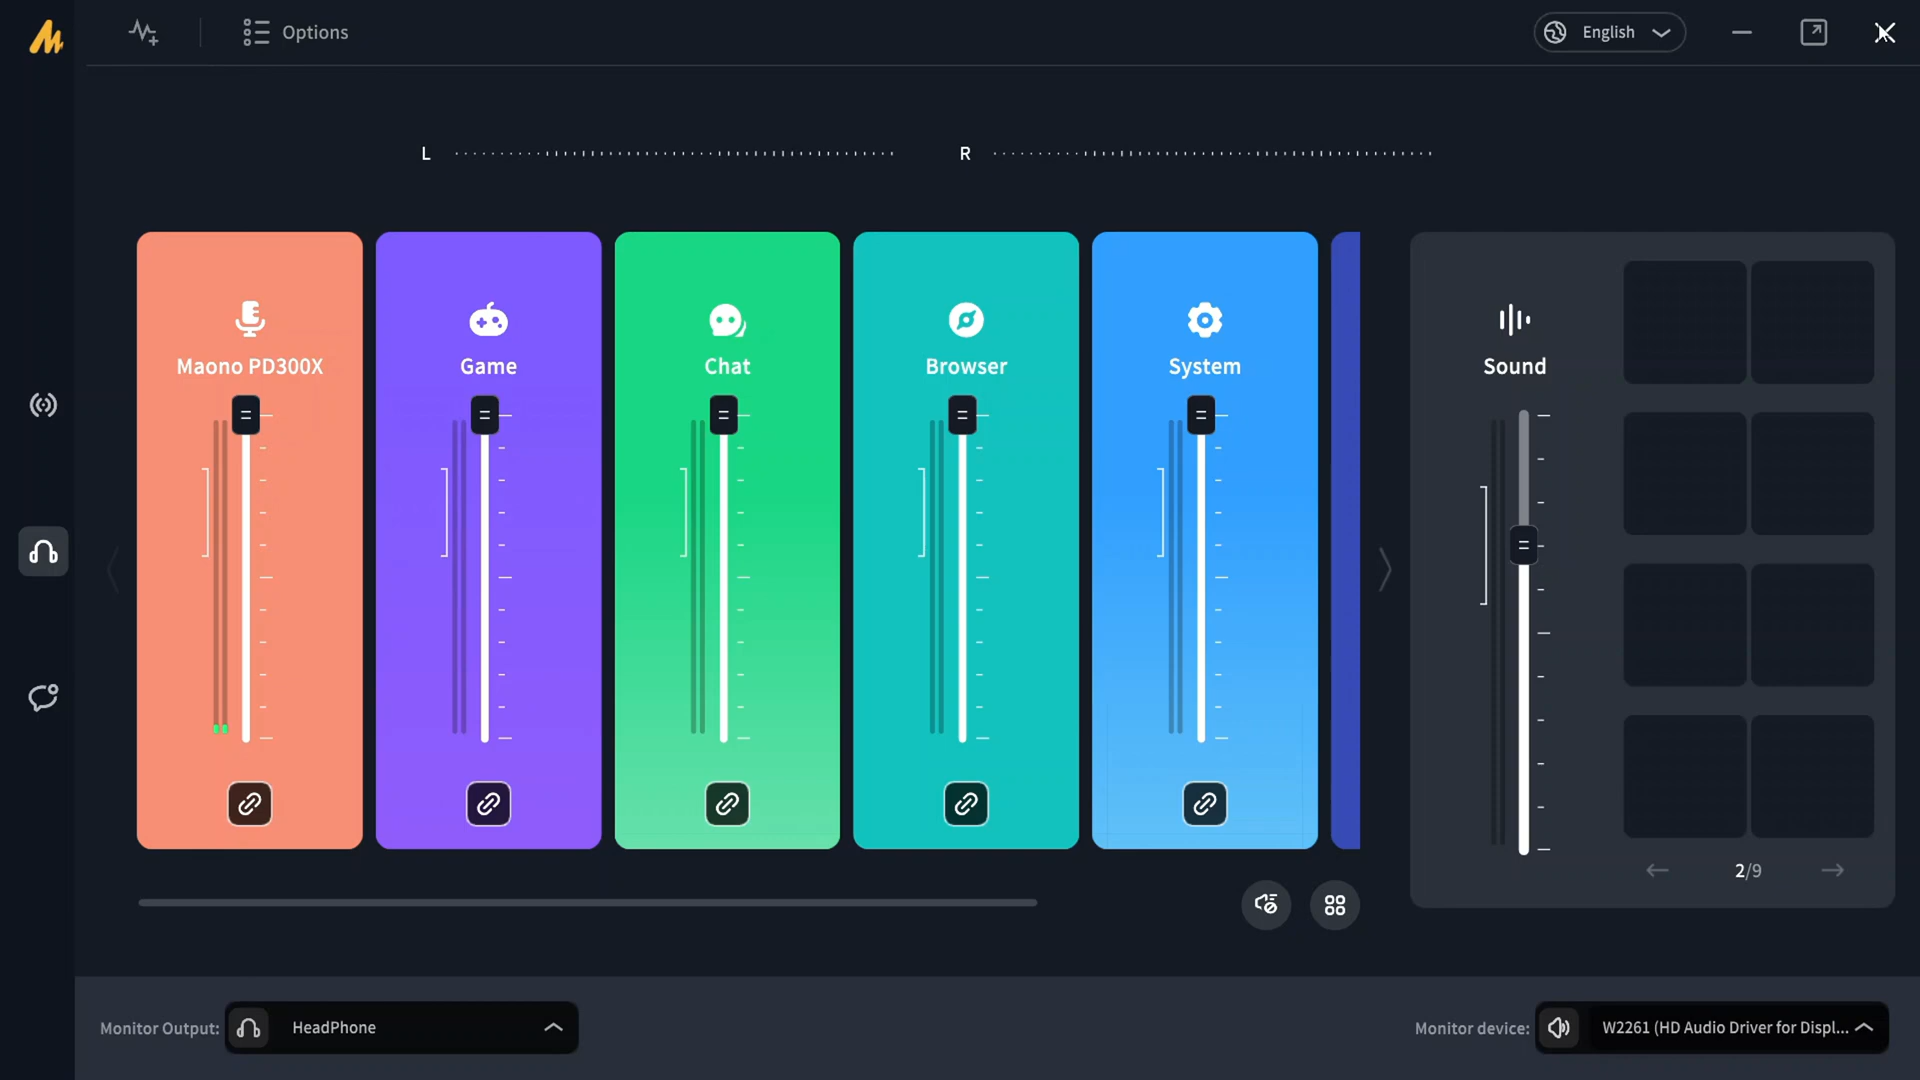 Options
English
L
R
Maono PD300X
Game
Chat
Browser
System
Sound
2/9
Monitor Output:
HeadPhone
Monitor device:
W2261 (HD Audio Driver for Displ...